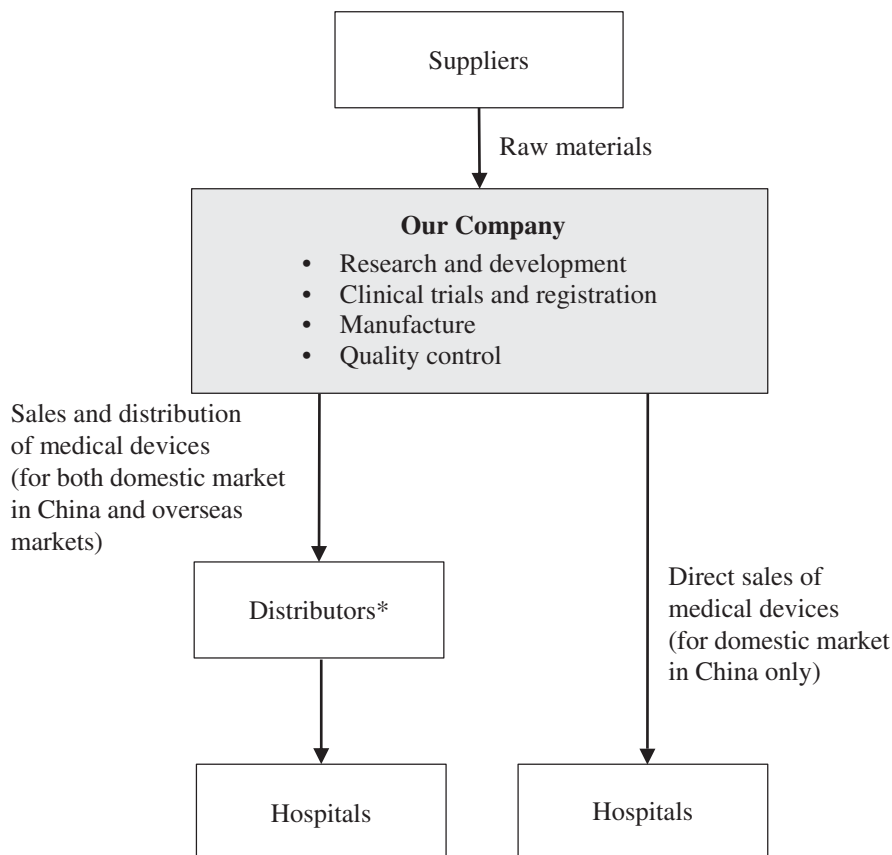 Suppliers
Raw materials
Our Company
• Research and development
• Clinical trials and registration
• Manufacture
• Quality control
Sales and distribution
of medical devices
(for both domestic market
in China and overseas
markets)
Direct sales of
medical devices
(for domestic market
in China only)
Distributors*
Hospitals
Hospitals